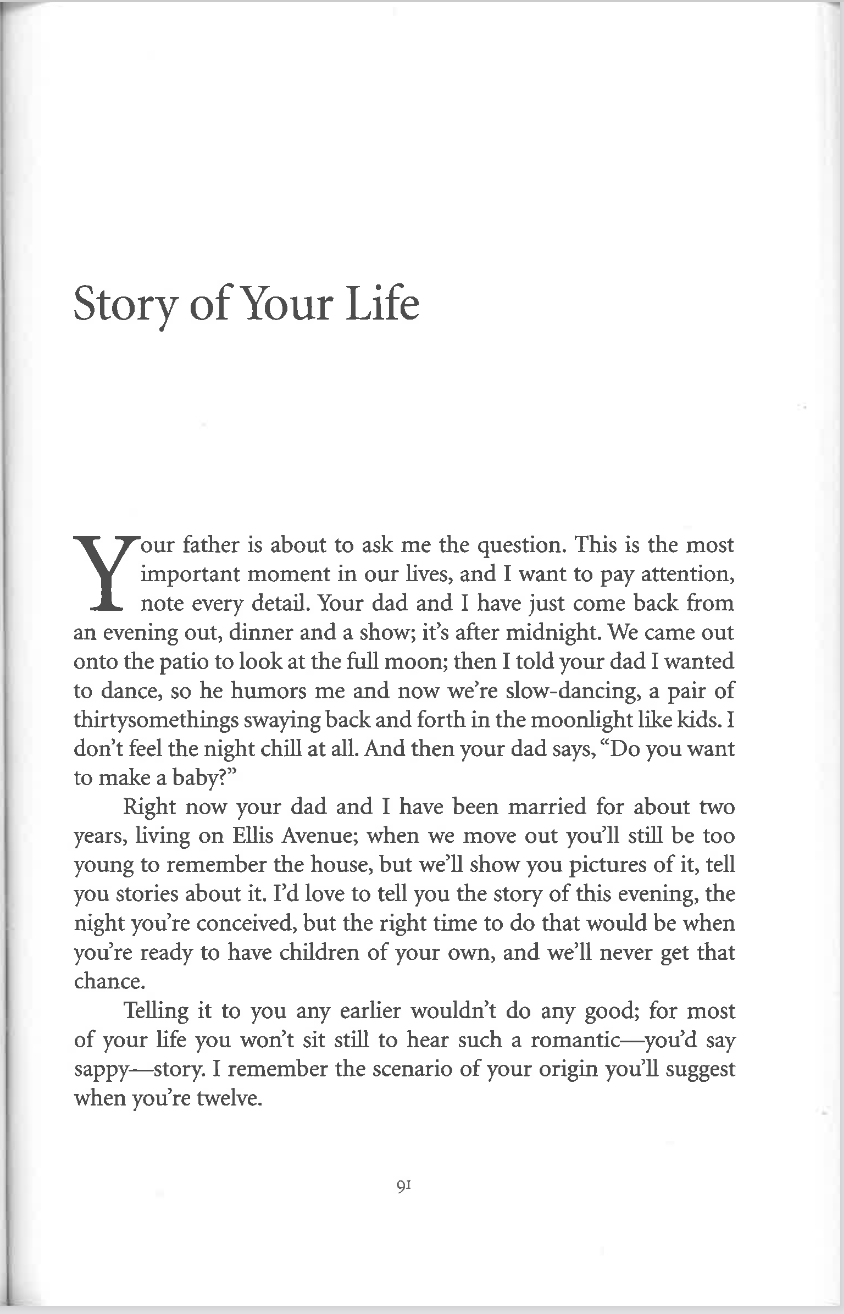 Story of Your Life
Your father is about to ask me the question. This is the most
important moment in our lives, and I want to pay attention,
note every detail. Your dad and I have just come back from
an evening out, dinner and a show; it’s after midnight. We came out
onto the patio to look at the full moon; then I told your dad I wanted
to dance, so he humors me and now we’re slow-dancing, a pair of
thirtysomethings swaying back and forth in the moonlight like kids. I
don’t feel the night chill at all. And then your dad says, “Do you want
to make a baby?”
Right now your dad and I have been married for about two
years, living on Ellis Avenue; when we move out you’ll still be too
young to remember the house, but we’ll show you pictures of it, tell
you stories about it. I’d love to tell you the story of this evening, the
night you’re conceived, but the right time to do that would be when
you’re ready to have children of your own, and we’ll never get that
chance.
Telling it to you any earlier wouldn’t do any good; for most
of your life you won’t sit still to hear such a romantic—you’d say
sappy—story. I remember the scenario of your origin you’ll suggest
when you’re twelve.
91